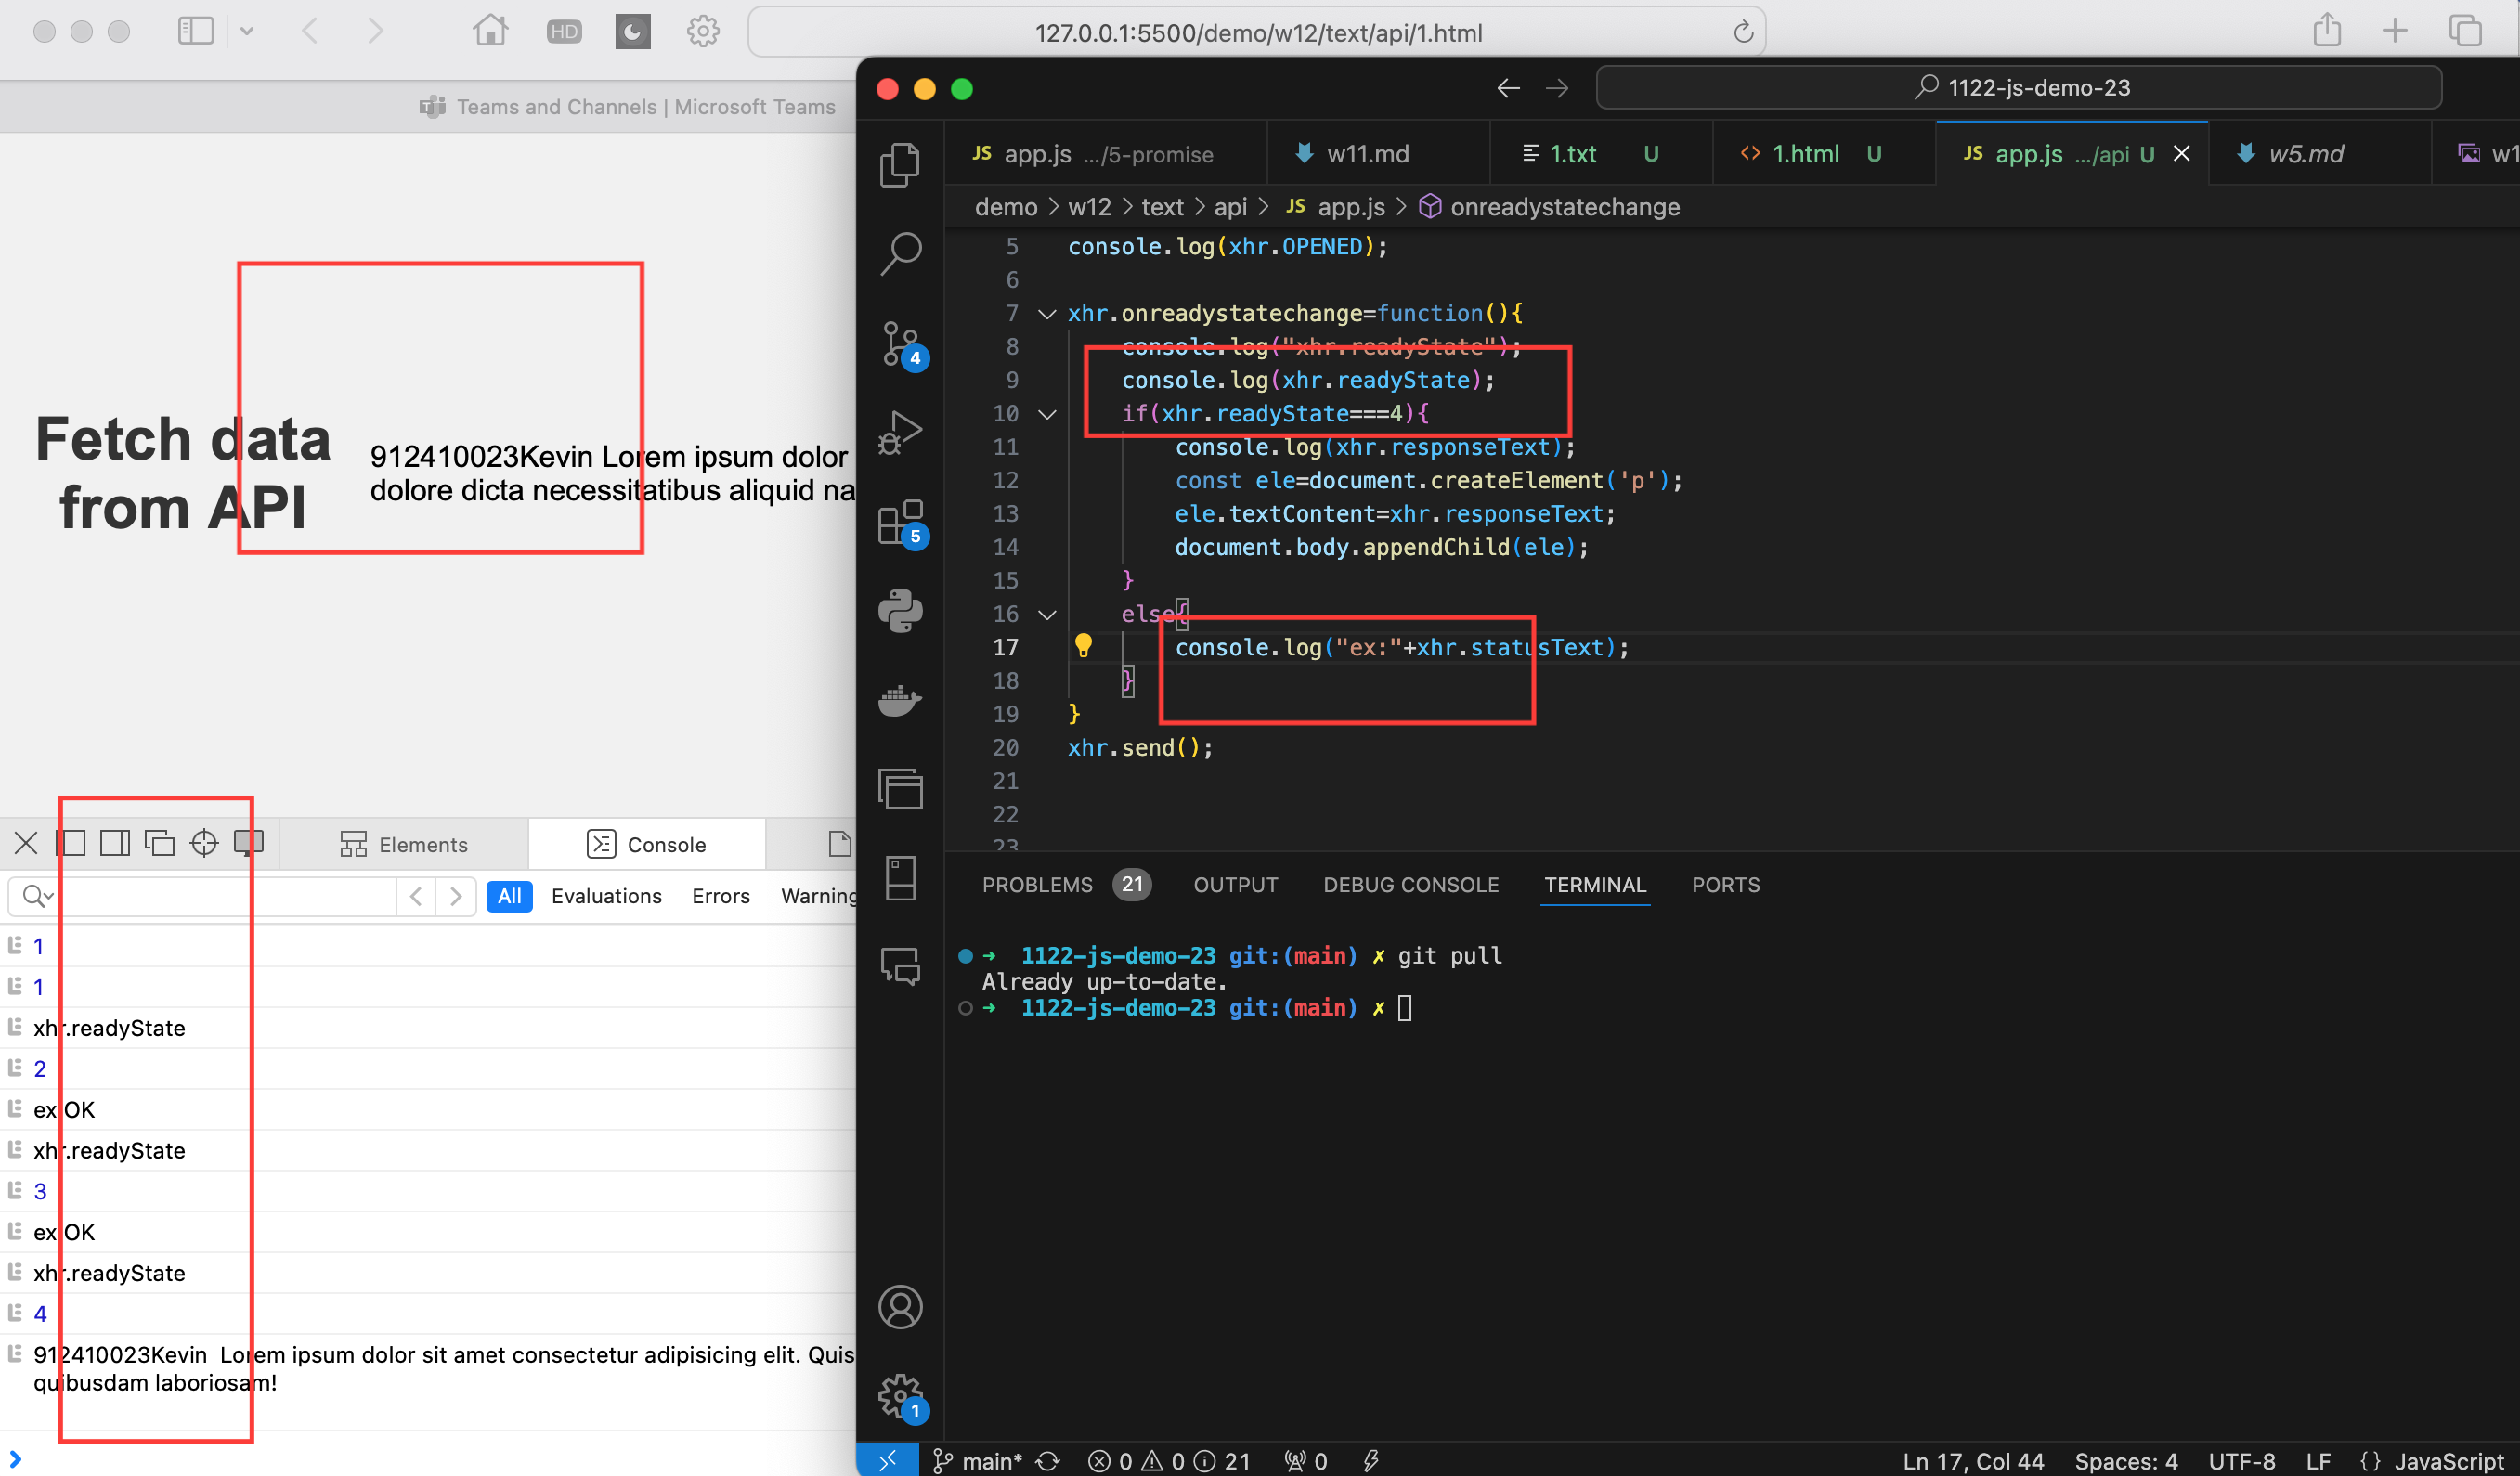 HD
127.0.0.1:5500/demo/w12/text/api/1.html
Teams and Channels | Microsoft Teams
Fetch data
from API
912410023Kevin Lorem ipsum dolor
dolore dicta necessitatibus aliquid na
Elements
Console
All
Evaluations
Errors
Warning
1
1
xhr.readyState
2
ex:OK
xhr.readyState
3
ex:OK
xhr.readyState
4
912410023Kevin Lorem ipsum dolor sit amet consectetur adipisicing elit. Quis
quibusdam laboriosam!
1122-js-demo-23
JS app.js .../5-promise
w11.md
1.txt U
<> 1.html U
JS app.js .../api U
w5.md
w1
demo > w12 > text > api > JS app.js > onreadystatechange
5 console.log(xhr.OPENED);
6
7 xhr.onreadystatechange=function(){
8 console.log("xhr.readyState");
9 console.log(xhr.readyState);
10 if(xhr.readyState===4){
11 console.log(xhr.responseText);
12 const ele=document.createElement('p');
13 ele.textContent=xhr.responseText;
14 document.body.appendChild(ele);
15 }
16 else{
17 console.log("ex:"+xhr.statusText);
18 }
19 }
20 xhr.send();
21
22
23
4
5
1
PROBLEMS 21
OUTPUT
DEBUG CONSOLE
TERMINAL
PORTS
➜ 1122-js-demo-23 git:(main) ✗ git pull
Already up-to-date.
➜ 1122-js-demo-23 git:(main) ✗
main*
0 0 21
0
Ln 17, Col 44
Spaces: 4
UTF-8
LF
{} JavaScript